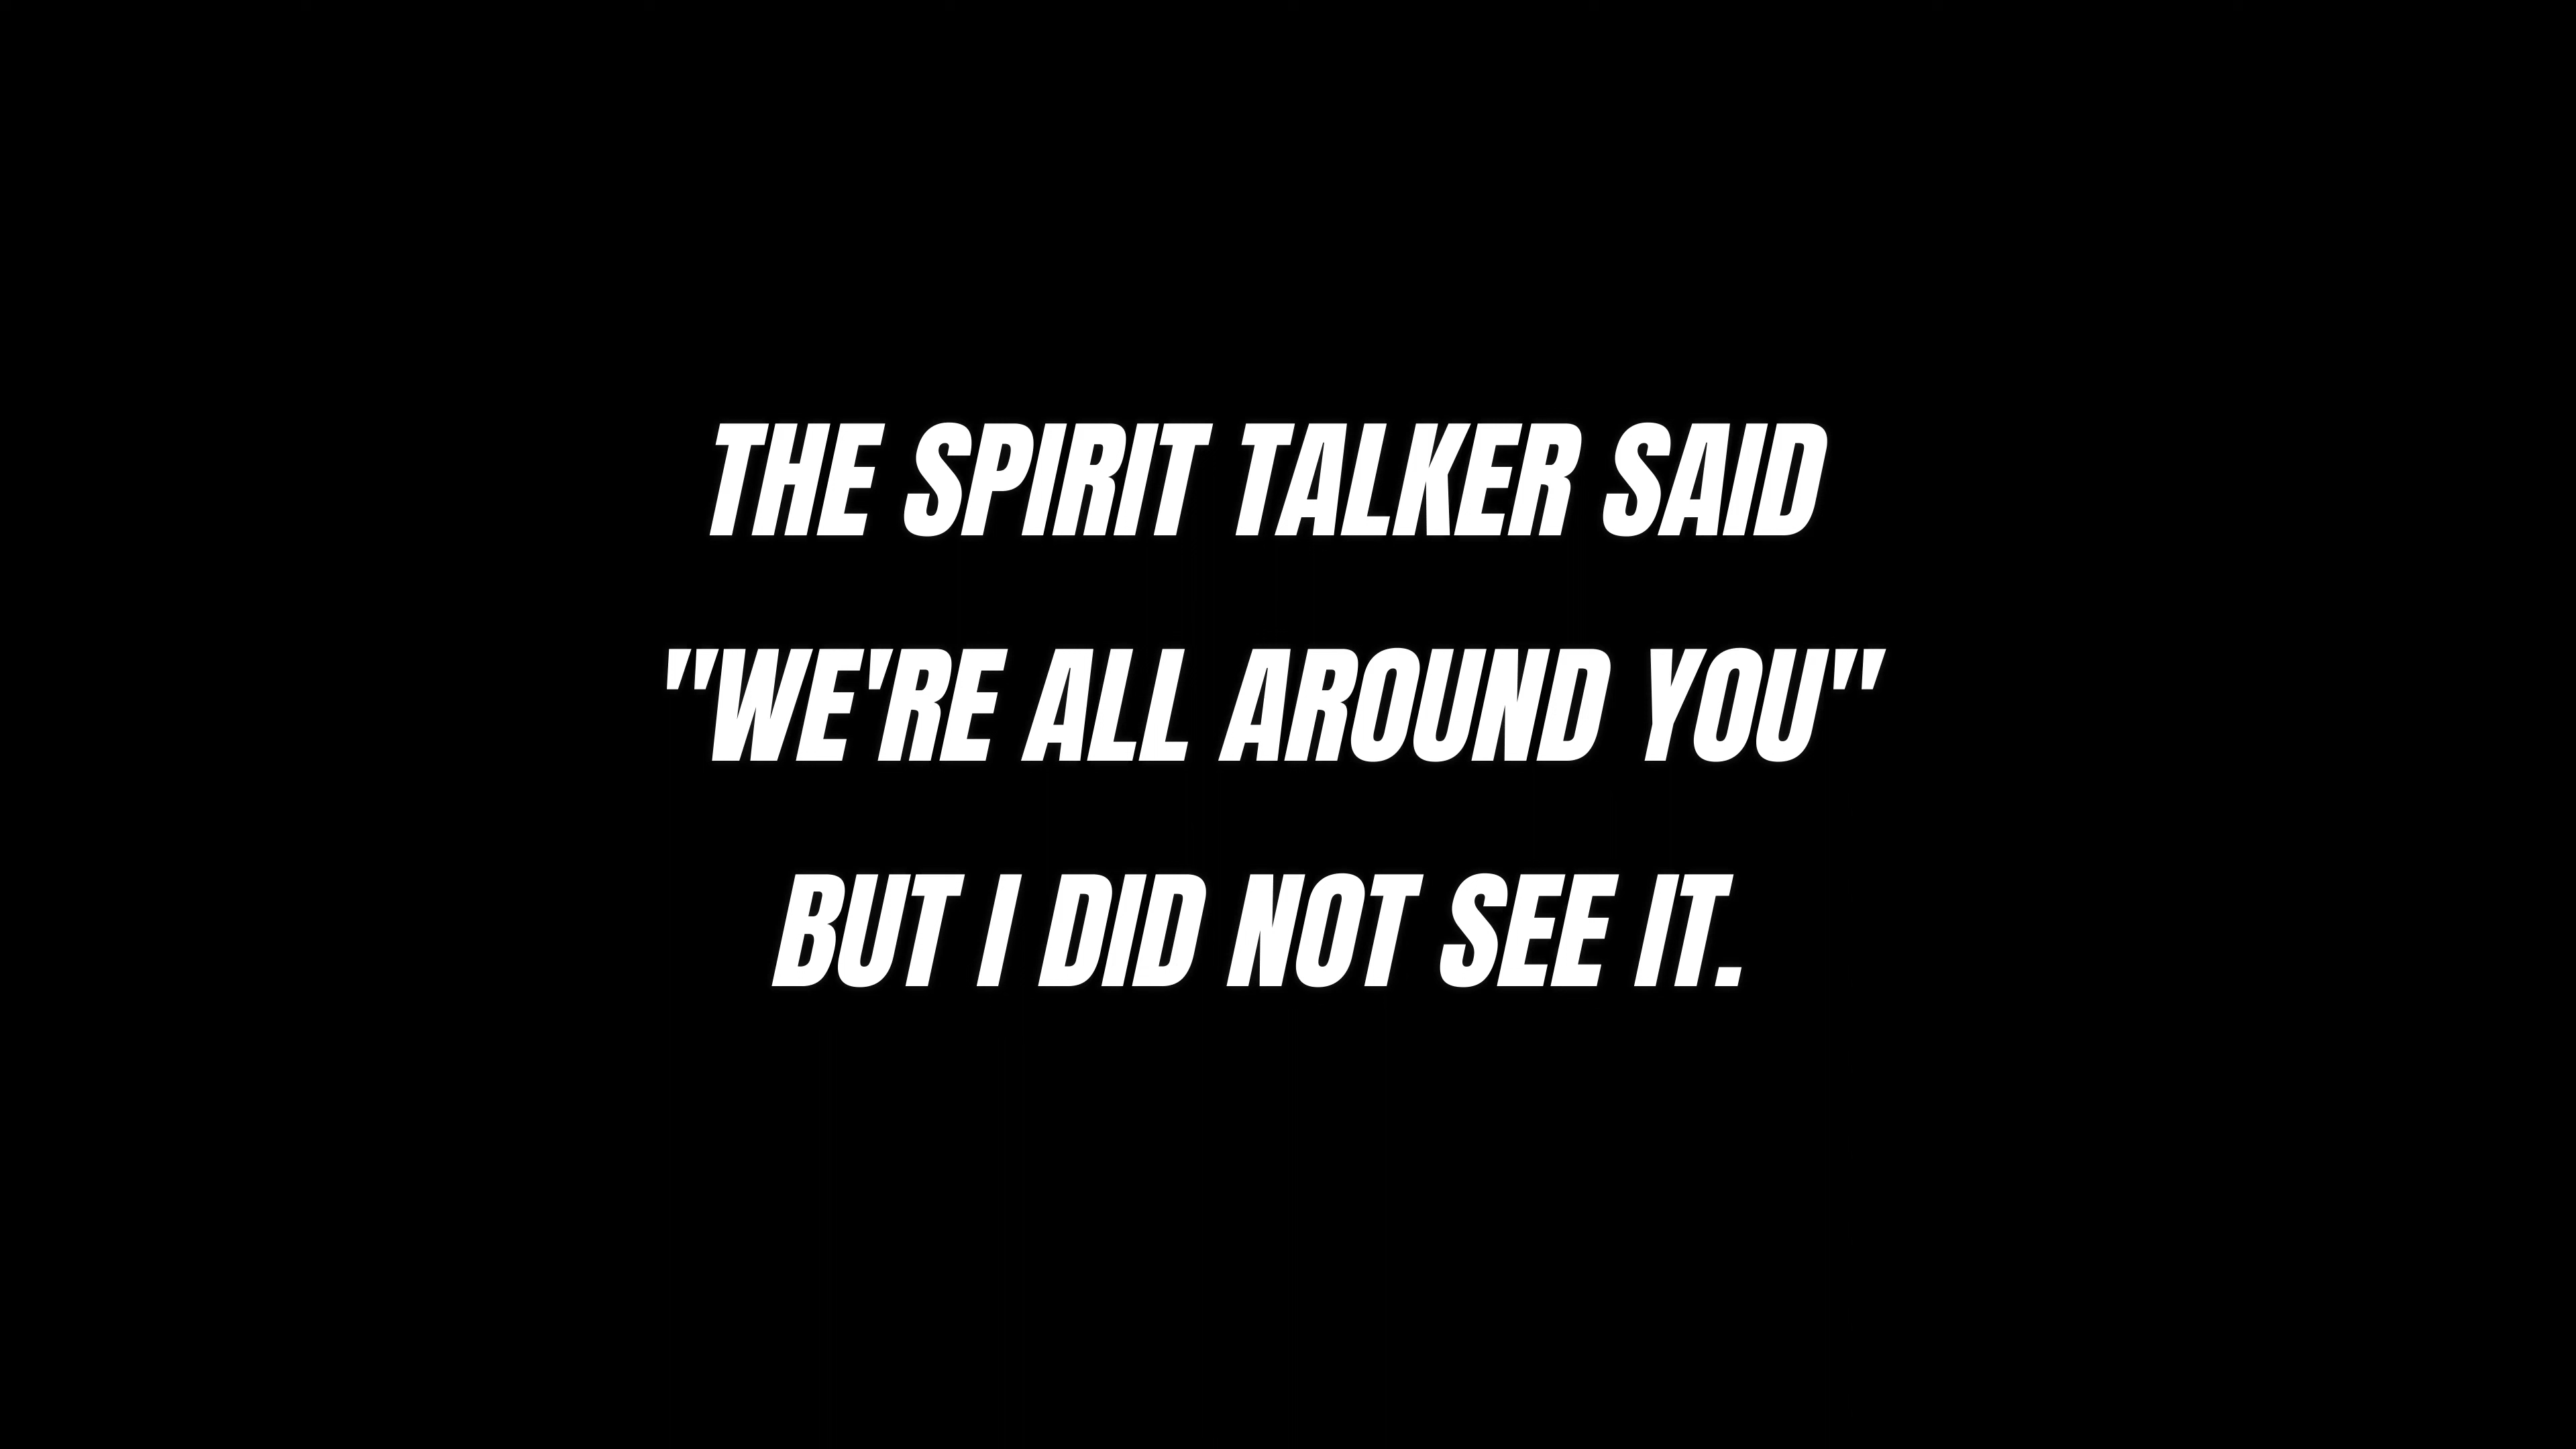 THE SPIRIT TALKER SAID
"WE'RE ALL AROUND YOU"
BUT I DID NOT SEE IT.